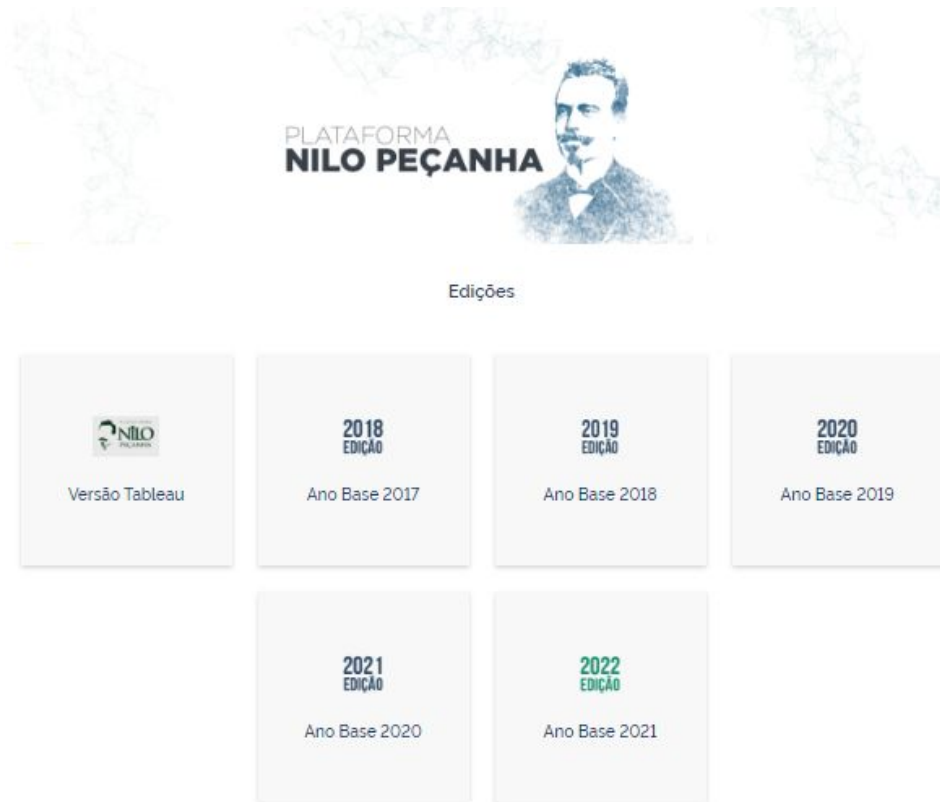 PLATAFORMA
NILO PEÇANHA
Edições
NILO
PEÇANHA
Versão Tableau
2018
EDIÇÃO
Ano Base 2017
2019
EDIÇÃO
Ano Base 2018
2020
EDIÇÃO
Ano Base 2019
2021
EDIÇÃO
Ano Base 2020
2022
EDIÇÃO
Ano Base 2021